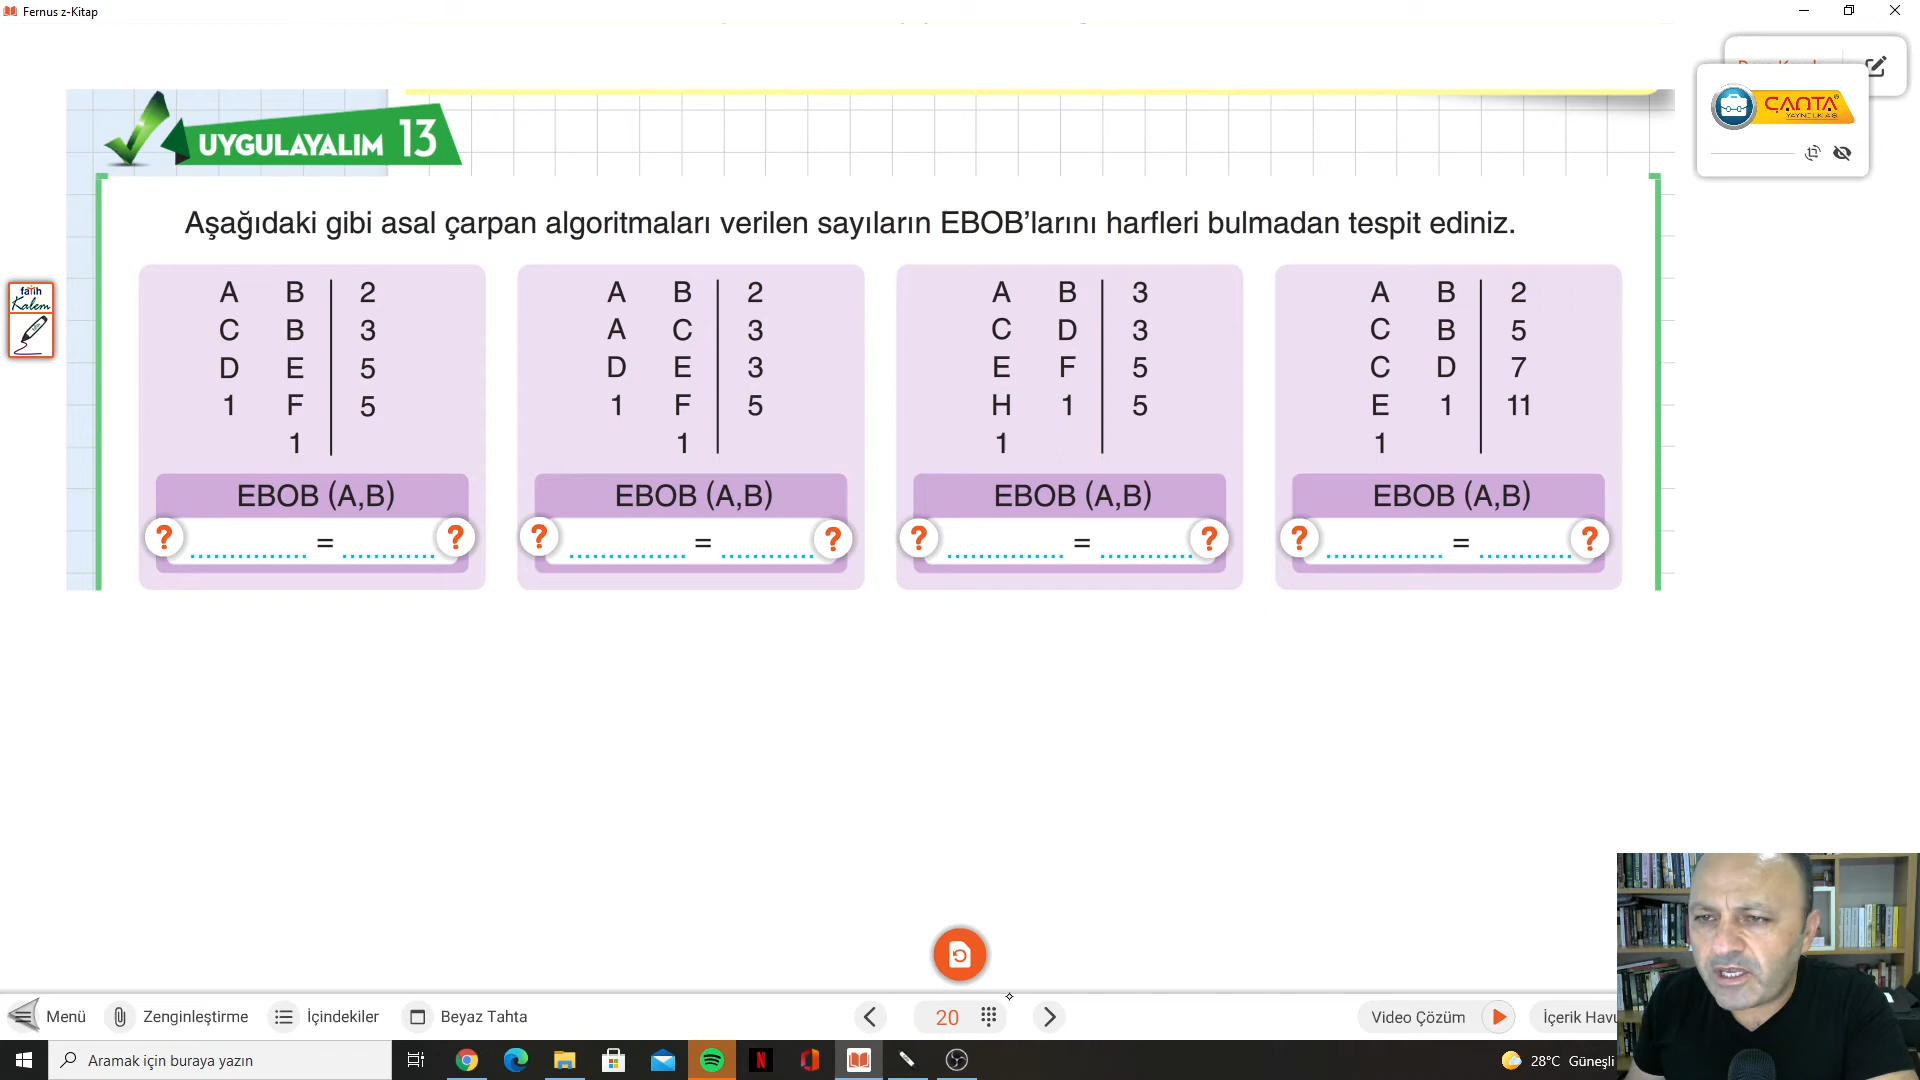 Fernus z-Kitap
ÇANTA
YAYINCILIK A.Ş.
UYGULAYALIM 13
Aşağıdaki gibi asal çarpan algoritmaları verilen sayıların EBOB’larını harfleri bulmadan tespit ediniz.
fatih
Kalem
A B 2
C B 3
D E 5
1 F 5
1
EBOB (A,B)
? .................... = ................ ?
A B 2
A C 3
D E 3
1 F 5
1
EBOB (A,B)
? .................... = ................ ?
A B 3
C D 3
E F 5
H 1 5
1
EBOB (A,B)
? .................... = ................ ?
A B 2
C B 5
C D 7
E 1 11
1
EBOB (A,B)
? .................... = ................ ?
Menü Zenginleştirme İçindekiler Beyaz Tahta 20 Video Çözüm İçerik Havu
Aramak için buraya yazın 28°C Güneşli